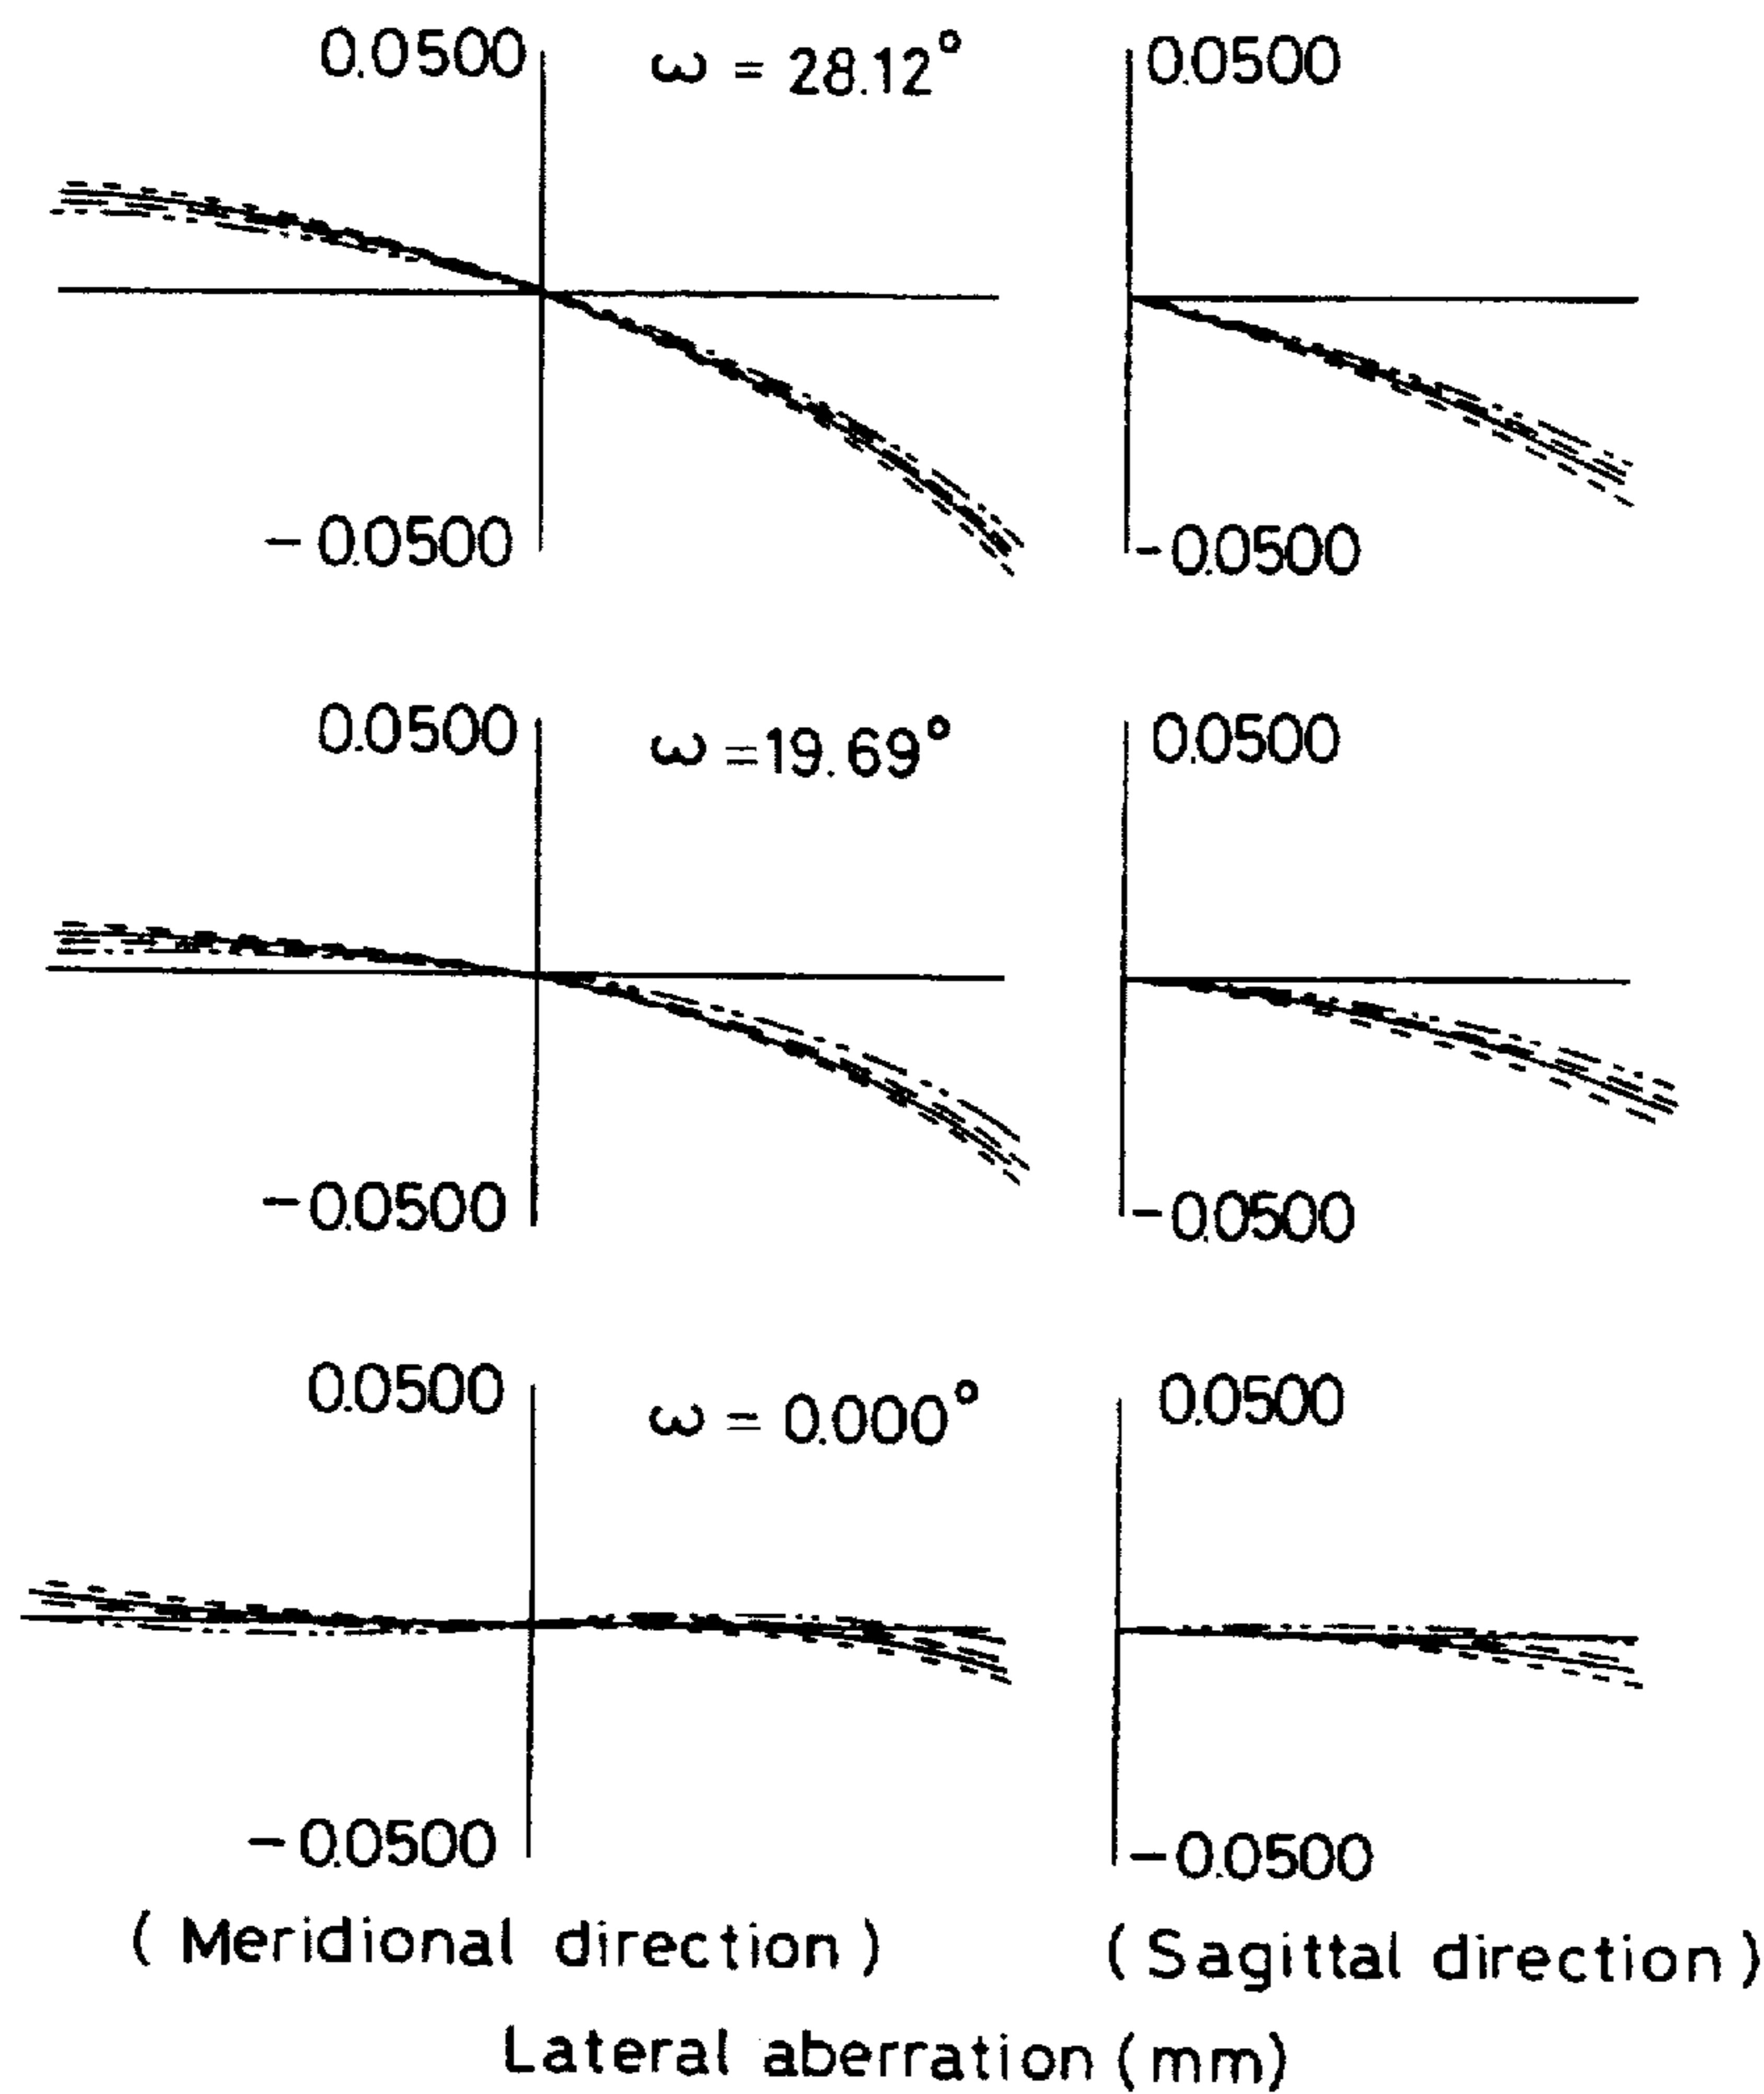 0.0500 ω = 28.12° 0.0500
-0.0500 -0.0500
0.0500 ω = 19.69° 0.0500
-0.0500 -0.0500
0.0500 ω = 0.000° 0.0500
-0.0500 -0.0500
( Meridional direction ) ( Sagittal direction )
Lateral aberration (mm)